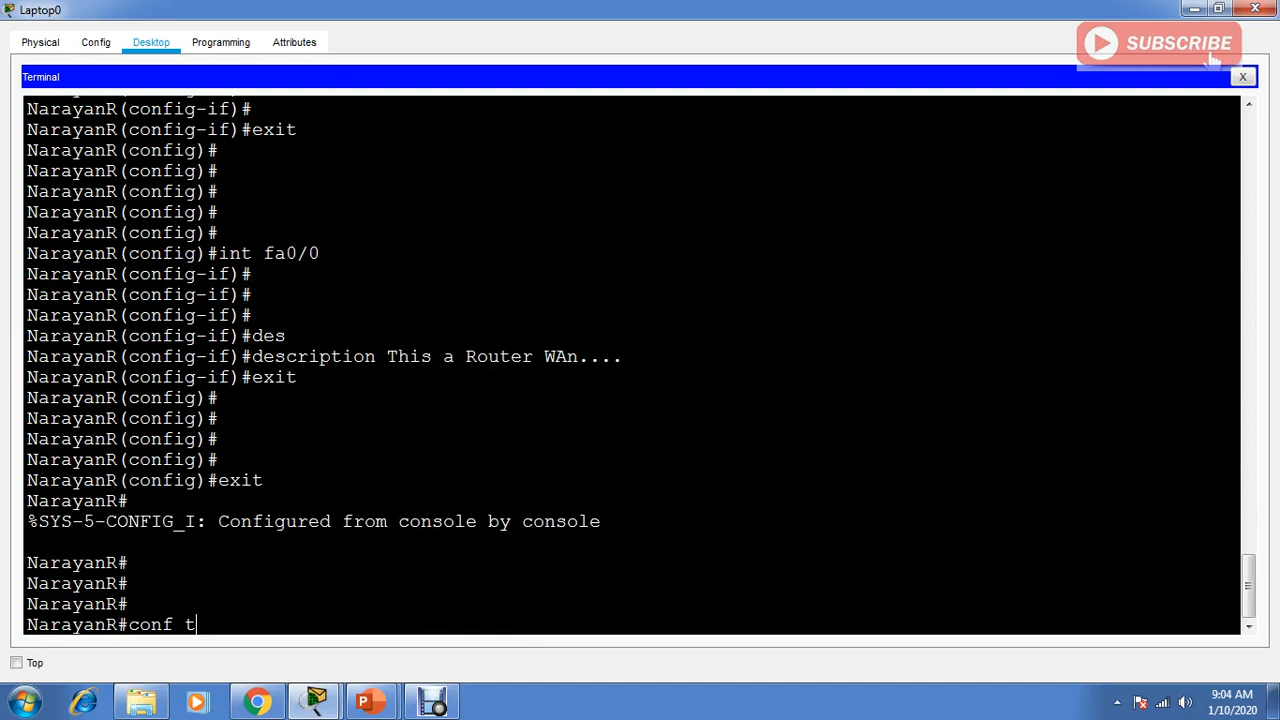 Laptop0
Physical Config Desktop Programming Attributes
SUBSCRIBE
Terminal
X
NarayanR(config-if)#
NarayanR(config-if)#exit
NarayanR(config)#
NarayanR(config)#
NarayanR(config)#
NarayanR(config)#
NarayanR(config)#
NarayanR(config)#int fa0/0
NarayanR(config-if)#
NarayanR(config-if)#
NarayanR(config-if)#
NarayanR(config-if)#des
NarayanR(config-if)#description This a Router WAn....
NarayanR(config-if)#exit
NarayanR(config)#
NarayanR(config)#
NarayanR(config)#
NarayanR(config)#
NarayanR(config)#exit
NarayanR#
%SYS-5-CONFIG_I: Configured from console by console
NarayanR#
NarayanR#
NarayanR#
NarayanR#conf t
Top
9:04 AM
1/10/2020